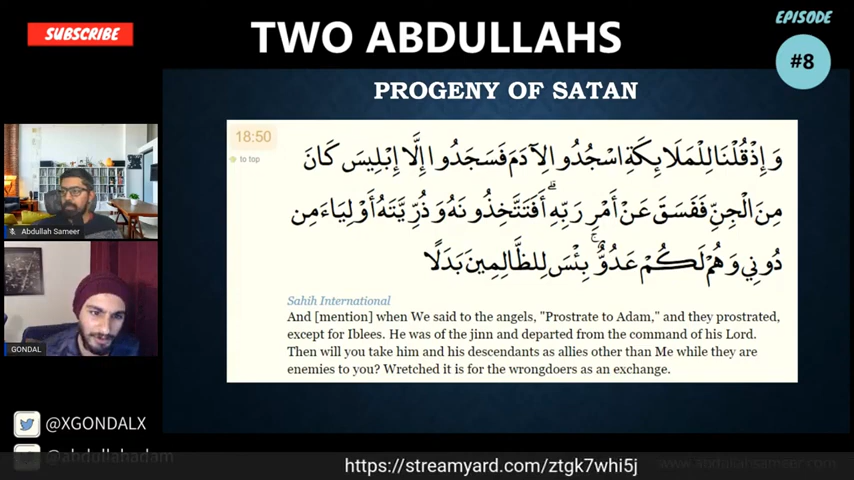 SUBSCRIBE
TWO ABDULLAHS
EPISODE
#8
PROGENY OF SATAN
18:50
to top
وَإِذْ قُلْنَا لِلْمَلَائِكَةِ اسْجُدُوا لِآدَمَ فَسَجَدُوا إِلَّا إِبْلِيسَ كَانَ
مِنَ الْجِنِّ فَفَسَقَ عَنْ أَمْرِ رَبِّهِ ۗ أَفَتَتَّخِذُونَهُ وَذُرِّيَّتَهُ أَوْلِيَاءَ مِن
دُونِي وَهُمْ لَكُمْ عَدُوٌّ ۚ بِئْسَ لِلظَّالِمِينَ بَدَلًا
Sahih International
And [mention] when We said to the angels, "Prostrate to Adam," and they prostrated,
except for Iblees. He was of the jinn and departed from the command of his Lord.
Then will you take him and his descendants as allies other than Me while they are
enemies to you? Wretched it is for the wrongdoers as an exchange.
Abdullah Sameer
GONDAL
@XGONDALX
@abdullahadam
https://streamyard.com/ztgk7whi5j
www.abdullahsameer.com